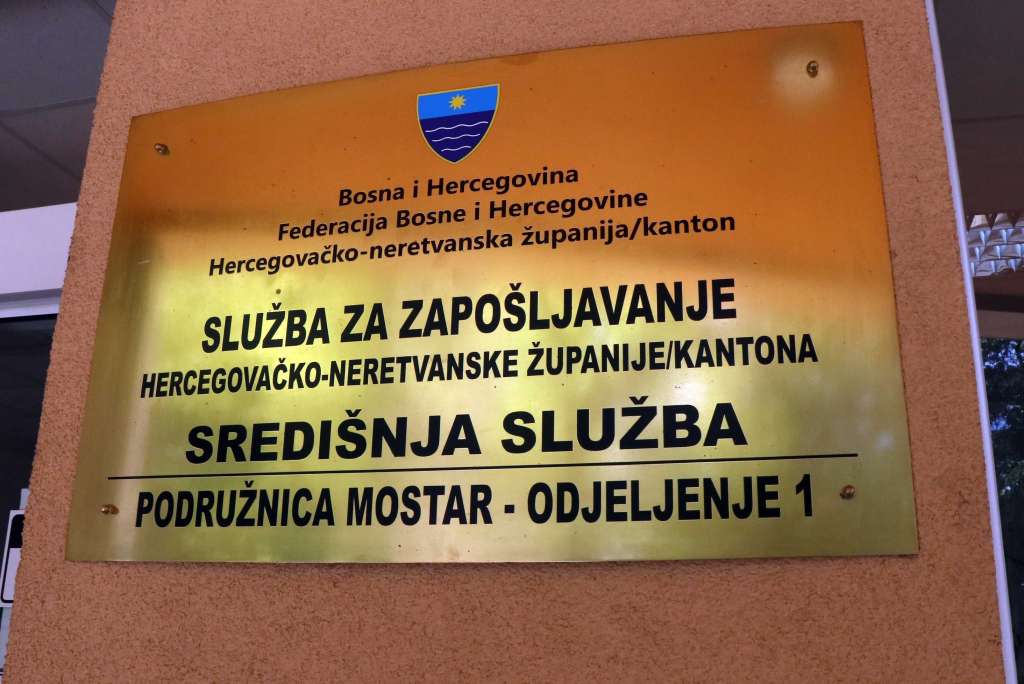 Bosna i Hercegovina
Federacija Bosne i Hercegovine
Hercegovačko-neretvanska županija/kanton
SLUŽBA ZA ZAPOŠLJAVANJE
HERCEGOVAČKO-NERETVANSKE ŽUPANIJE/KANTONA
SREDIŠNJA SLUŽBA
PODRUŽNICA MOSTAR - ODJELJENJE 1